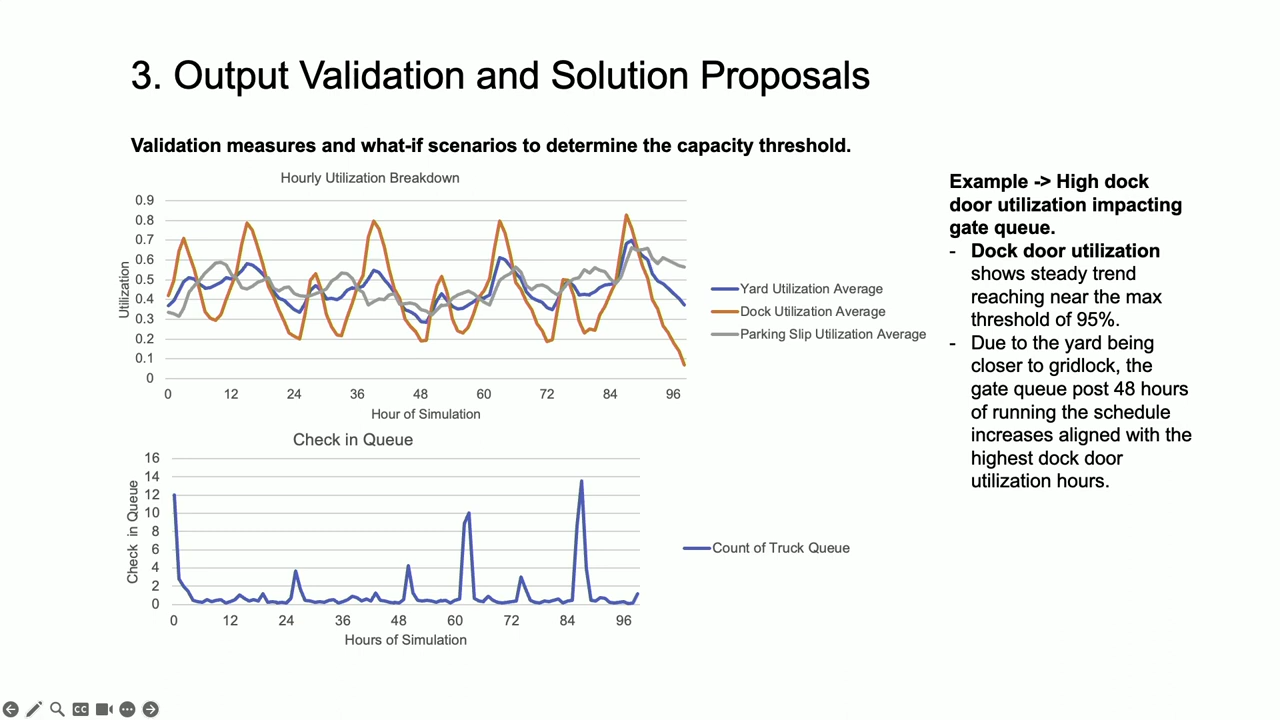 3. Output Validation and Solution Proposals
Validation measures and what-if scenarios to determine the capacity threshold.
Hourly Utilization Breakdown
0.9
0.8
0.7
0.6
0.5
0.4
0.3
0.2
0.1
0
Utilization
0 12 24 36 48 60 72 84 96
Hour of Simulation
Yard Utilization Average
Dock Utilization Average
Parking Slip Utilization Average
Check in Queue
16
14
12
10
8
6
4
2
0
Check in Queue
0 12 24 36 48 60 72 84 96
Hours of Simulation
Count of Truck Queue
Example -> High dock
door utilization impacting
gate queue.
- Dock door utilization
shows steady trend
reaching near the max
threshold of 95%.
- Due to the yard being
closer to gridlock, the
gate queue post 48 hours
of running the schedule
increases aligned with the
highest dock door
utilization hours.
CC